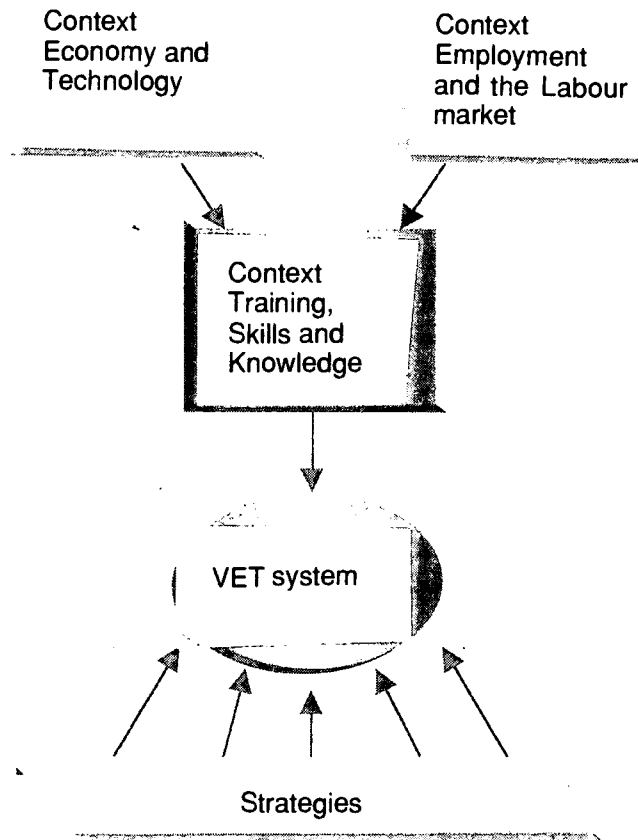 Context
Economy and
Technology
Context
Employment
and the Labour
market
Context
Training,
Skills and
Knowledge
VET system
Strategies